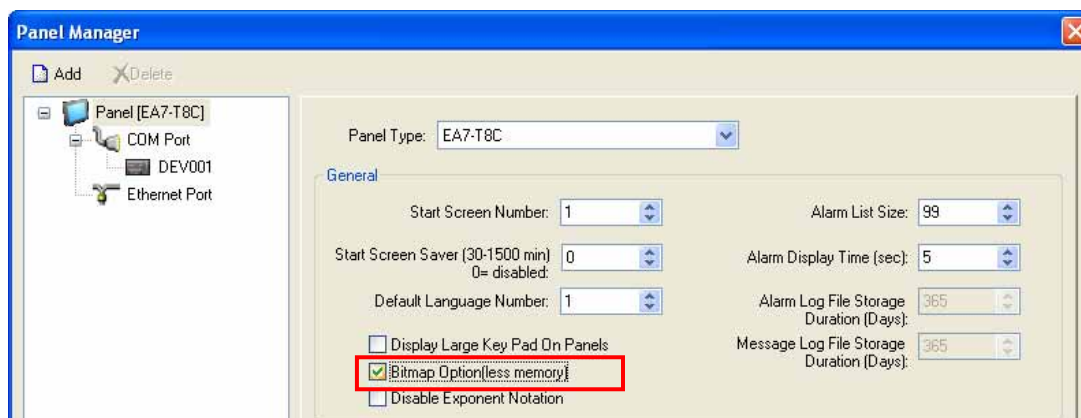 Panel Manager
Add Delete
Panel [EA7-T8C]
COM Port
DEV001
Ethernet Port
Panel Type: EA7-T8C
General
Start Screen Number: 1
Alarm List Size: 99
Start Screen Saver (30-1500 min)
0= disabled: 0
Alarm Display Time (sec): 5
Default Language Number: 1
Alarm Log File Storage
Duration (Days): 365
Display Large Key Pad On Panels
Message Log File Storage
Duration (Days): 365
Bitmap Option(less memory)
Disable Exponent Notation